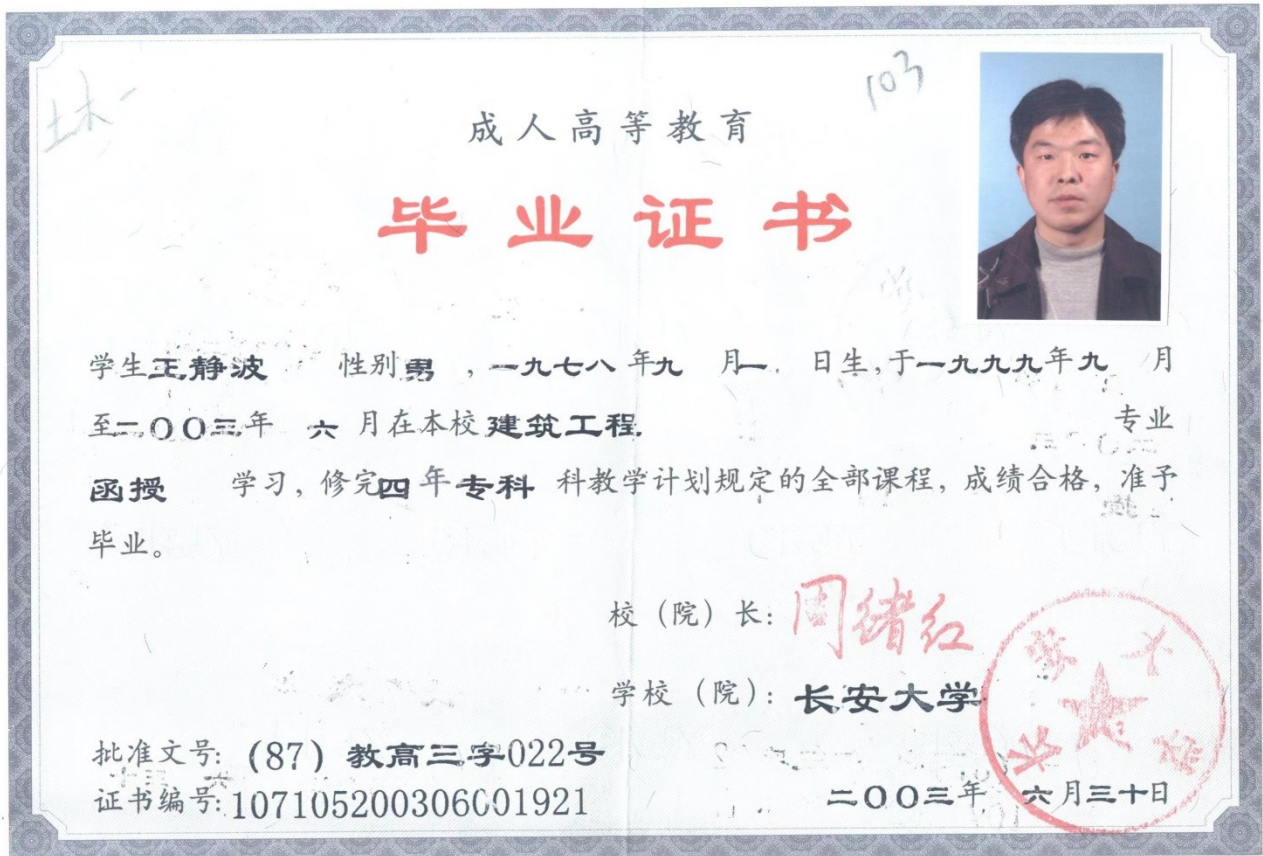 土木一
103
成人高等教育
毕业证书
学生王静波 性别男，一九七八年九月一日生,于一九九九年九月
至二〇〇三年六月在本校建筑工程 专业
函授 学习，修完四年专科 科教学计划规定的全部课程，成绩合格，准予
毕业。
校（院）长：周绪红
学校（院）：长安大学
批准文号：(87) 教高三字022号
证书编号：107105200306001921
二〇〇三年 六月三十日